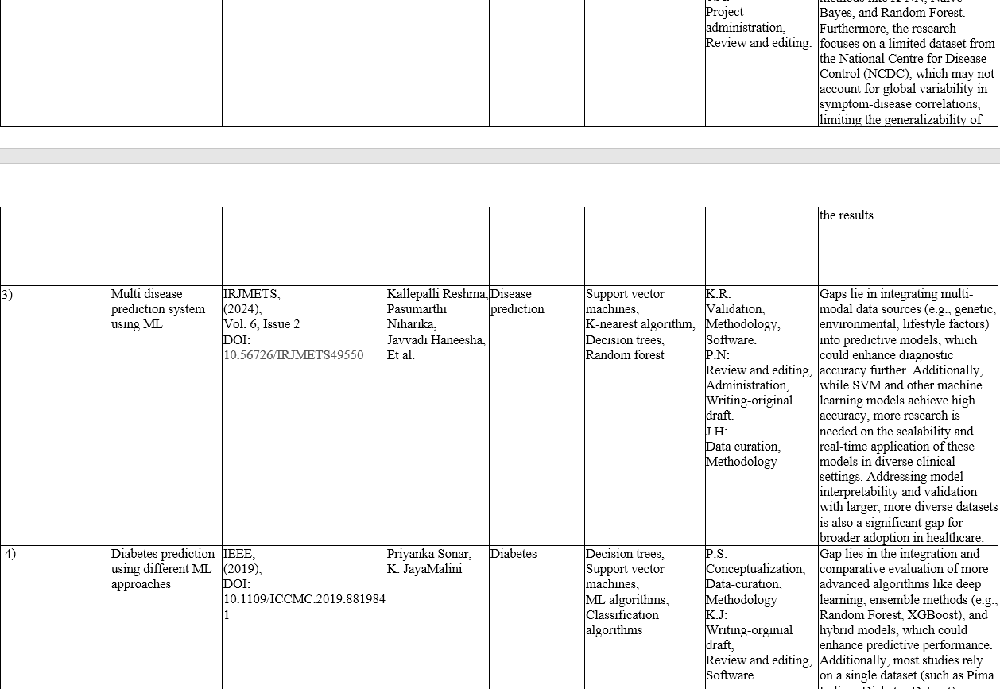 Project
administration,
Review and editing.
Bayes, and Random Forest.
Furthermore, the research
focuses on a limited dataset from
the National Centre for Disease
Control (NCDC), which may not
account for global variability in
symptom-disease correlations,
limiting the generalizability of
the results.
3)
Multi disease
prediction system
using ML
IRJMETS,
(2024),
Vol. 6, Issue 2
DOI:
10.56726/IRJMETS49550
Kallepalli Reshma,
Pasumarthi
Niharika,
Javvadi Haneesha,
Et al.
Disease
prediction
Support vector
machines,
K-nearest algorithm,
Decision trees,
Random forest
K.R:
Validation,
Methodology,
Software.
P.N:
Review and editing,
Administration,
Writing-original
draft.
J.H:
Data curation,
Methodology
Gaps lie in integrating multi-
modal data sources (e.g., genetic,
environmental, lifestyle factors)
into predictive models, which
could enhance diagnostic
accuracy further. Additionally,
while SVM and other machine
learning models achieve high
accuracy, more research is
needed on the scalability and
real-time application of these
models in diverse clinical
settings. Addressing model
interpretability and validation
with larger, more diverse datasets
is also a significant gap for
broader adoption in healthcare.
4)
Diabetes prediction
using different ML
approaches
IEEE,
(2019),
DOI:
10.1109/ICCMC.2019.881984
1
Priyanka Sonar,
K. JayaMalini
Diabetes
Decision trees,
Support vector
machines,
ML algorithms,
Classification
algorithms
P.S:
Conceptualization,
Data-curation,
Methodology
K.J:
Writing-orginial
draft,
Review and editing,
Software.
Gap lies in the integration and
comparative evaluation of more
advanced algorithms like deep
learning, ensemble methods (e.g.,
Random Forest, XGBoost), and
hybrid models, which could
enhance predictive performance.
Additionally, most studies rely
on a single dataset (such as Pima